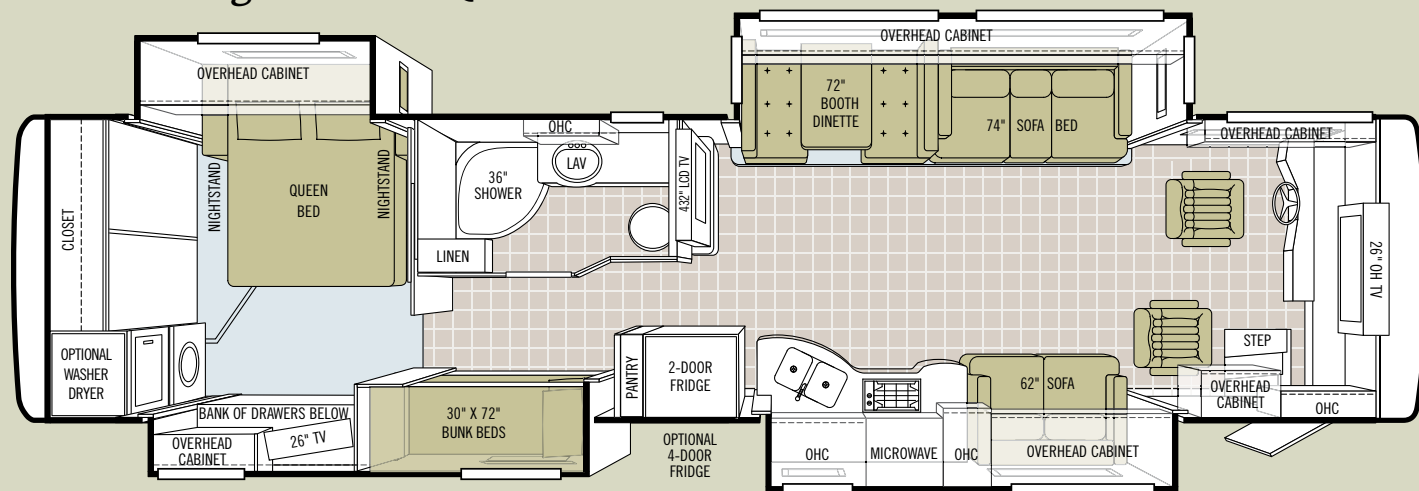 OVERHEAD CABINET
OVERHEAD CABINET
72"
BOOTH
DINETTE
74" SOFA BED
OVERHEAD CABINET
OHC
LAV
36"
SHOWER
432" LCD TV
LINEN
CLOSET
NIGHTSTAND
QUEEN
BED
NIGHTSTAND
26" OH TV
STEP
OPTIONAL
WASHER
DRYER
PANTRY
2-DOOR
FRIDGE
62" SOFA
OVERHEAD
CABINET
OHC
BANK OF DRAWERS BELOW
OVERHEAD
CABINET
26" TV
30" X 72"
BUNK BEDS
OPTIONAL
4-DOOR
FRIDGE
OHC
MICROWAVE
OHC
OVERHEAD CABINET